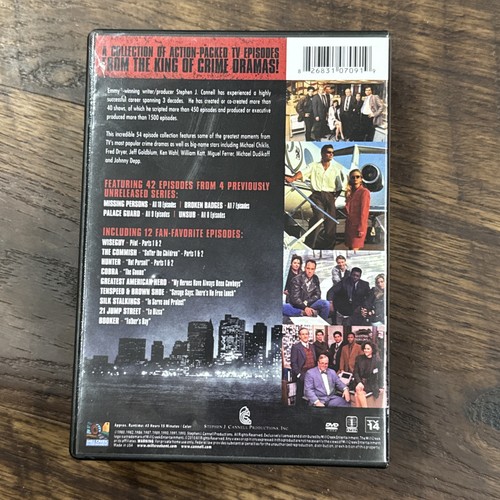 A COLLECTION OF ACTION-PACKED TV EPISODES
FROM THE KING OF CRIME DRAMAS!
8 26831 07091 8
Emmy-winning writer/producer Stephen J. Cannell has experienced a highly
successful career spanning 3 decades. He has created or co-created more than
40 shows, of which he scripted more than 450 episodes and produced or executive
produced more than 1500 episodes.
This incredible 54 episode collection features some of the greatest moments from
TV's most popular crime dramas as well as big-name stars including Michael Chiklis,
Fred Dryer, Jeff Goldblum, Ken Wahl, William Katt, Miguel Ferrer, Michael Dudikoff and
and Johnny Depp.
FEATURING 42 EPISODES FROM 4 PREVIOUSLY
UNRELEASED SERIES:
MISSING PERSONS - All 18 Episodes | BROKEN BADGES - All 7 Episodes
PALACE GUARD - All 9 Episodes | UNSUB - All 8 Episodes
INCLUDING 12 FAN-FAVORITE EPISODES:
WISEGUY - Pilot - Parts 1 & 2
THE COMMISH - "Suffer the Children" - Parts 1 & 2
HUNTER - "Hot Pursuit" - Parts 1 & 2
COBRA - "The Gnome"
GREATEST AMERICAN HERO - "My Heroes Have Always Been Cowboys"
TENSPEED & BROWN SHOE - "Savage Says: There's No Free Lunch"
SILK STALKINGS - "To Serve and Protect"
21 JUMP STREET - "La Bizca"
BOOKER - "Father's Day"
STEPHEN J. CANNELL PRODUCTIONS, INC.
DVD
14